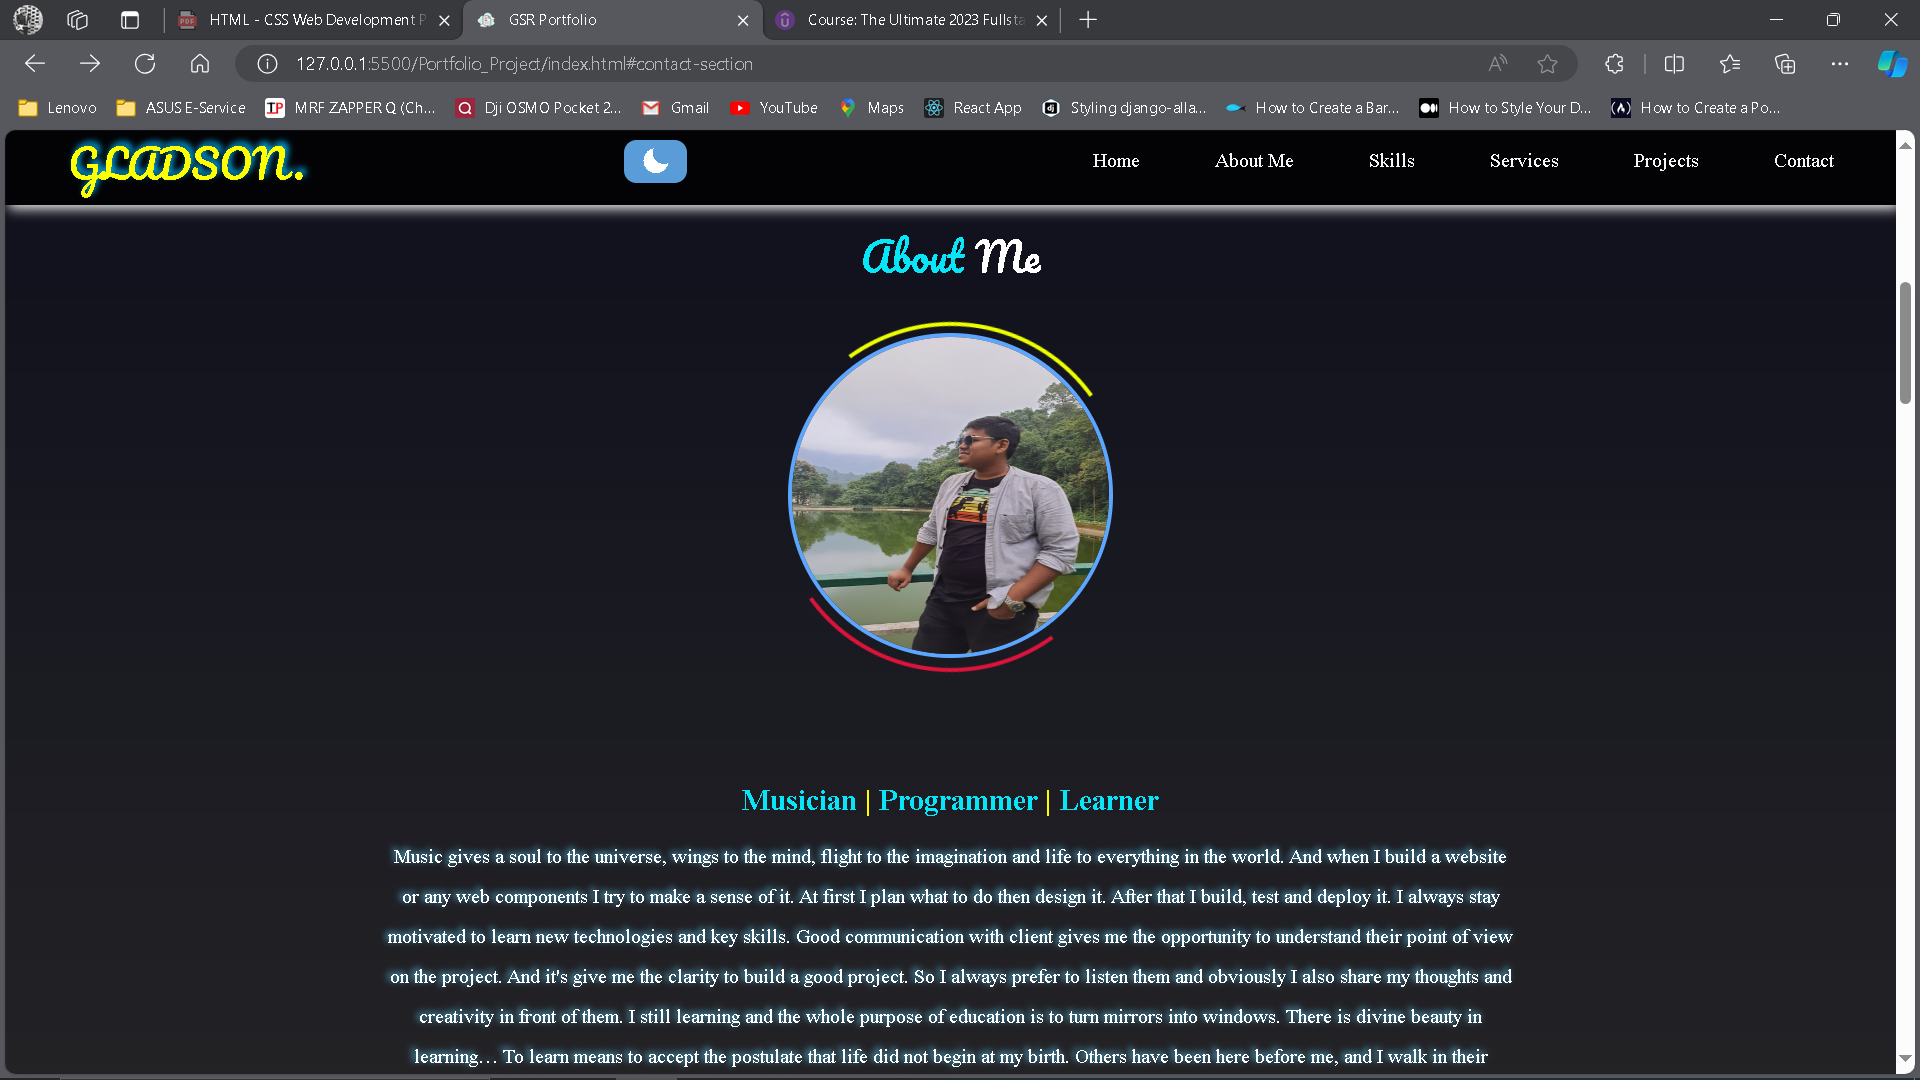 HTML - CSS Web Development P
GSR Portfolio
Course: The Ultimate 2023 Fullsta
127.0.0.1:5500/Portfolio_Project/index.html#contact-section
Lenovo
ASUS E-Service
MRF ZAPPER Q (Ch...
Dji OSMO Pocket 2...
Gmail
YouTube
Maps
React App
Styling django-alla...
How to Create a Bar...
How to Style Your D...
How to Create a Po...
GLADSON.
Home
About Me
Skills
Services
Projects
Contact
About Me
Musician | Programmer | Learner
Music gives a soul to the universe, wings to the mind, flight to the imagination and life to everything in the world. And when I build a website
or any web components I try to make a sense of it. At first I plan what to do then design it. After that I build, test and deploy it. I always stay
motivated to learn new technologies and key skills. Good communication with client gives me the opportunity to understand their point of view
on the project. And it's give me the clarity to build a good project. So I always prefer to listen them and obviously I also share my thoughts and
creativity in front of them. I still learning and the whole purpose of education is to turn mirrors into windows. There is divine beauty in
learning… To learn means to accept the postulate that life did not begin at my birth. Others have been here before me, and I walk in their